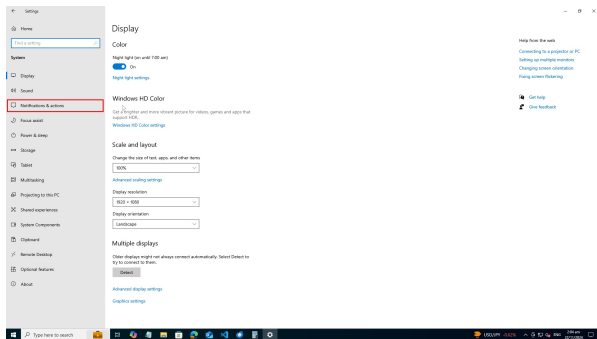 Settings
Home
Find a setting
System
Display
Sound
Notifications & actions
Focus assist
Power & sleep
Storage
Tablet
Multitasking
Projecting to this PC
Shared experiences
System Components
Clipboard
Remote Desktop
Optional features
About
Display
Color
Night light (on until 7:00 am)
On
Night light settings
Windows HD Color
Get a brighter and more vibrant picture for videos, games and apps that
support HDR.
Windows HD Color settings
Scale and layout
Change the size of text, apps, and other items
100%
Advanced scaling settings
Display resolution
1920 × 1080
Display orientation
Landscape
Multiple displays
Older displays might not always connect automatically. Select Detect to
try to connect to them.
Detect
Advanced display settings
Graphics settings
Help from the web
Connecting to a projector or PC
Setting up multiple monitors
Changing screen orientation
Fixing screen flickering
Get help
Give feedback
Type here to search
USD/JPY
ENG